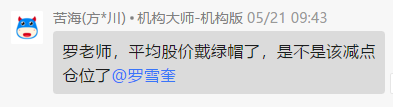 苦海(方*川) • 机构大师-机构版 05/21 09:43
罗老师，平均股价戴绿帽了，是不是该减点
仓位了@罗雪奎